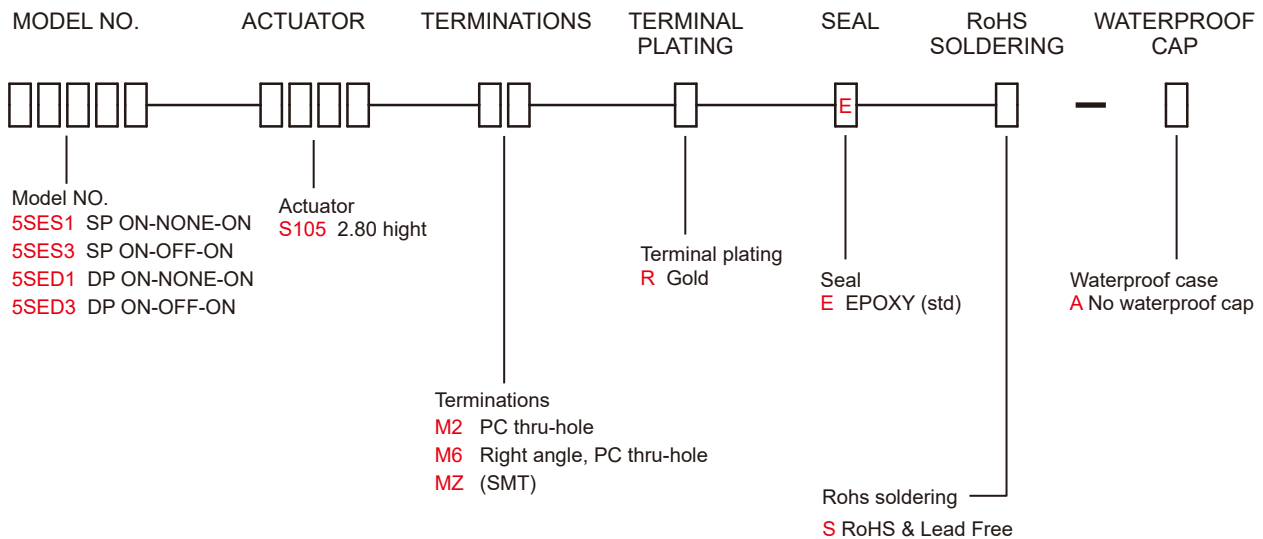 MODEL NO.
ACTUATOR
TERMINATIONS
TERMINAL
PLATING
SEAL
RoHS
SOLDERING
WATERPROOF
CAP
E
Model NO.
5SES1 SP ON-NONE-ON
5SES3 SP ON-OFF-ON
5SED1 DP ON-NONE-ON
5SED3 DP ON-OFF-ON
Actuator
S105 2.80 hight
Terminations
M2 PC thru-hole
M6 Right angle, PC thru-hole
MZ (SMT)
Terminal plating
R Gold
Seal
E EPOXY (std)
Rohs soldering
S RoHS & Lead Free
Waterproof case
A No waterproof cap